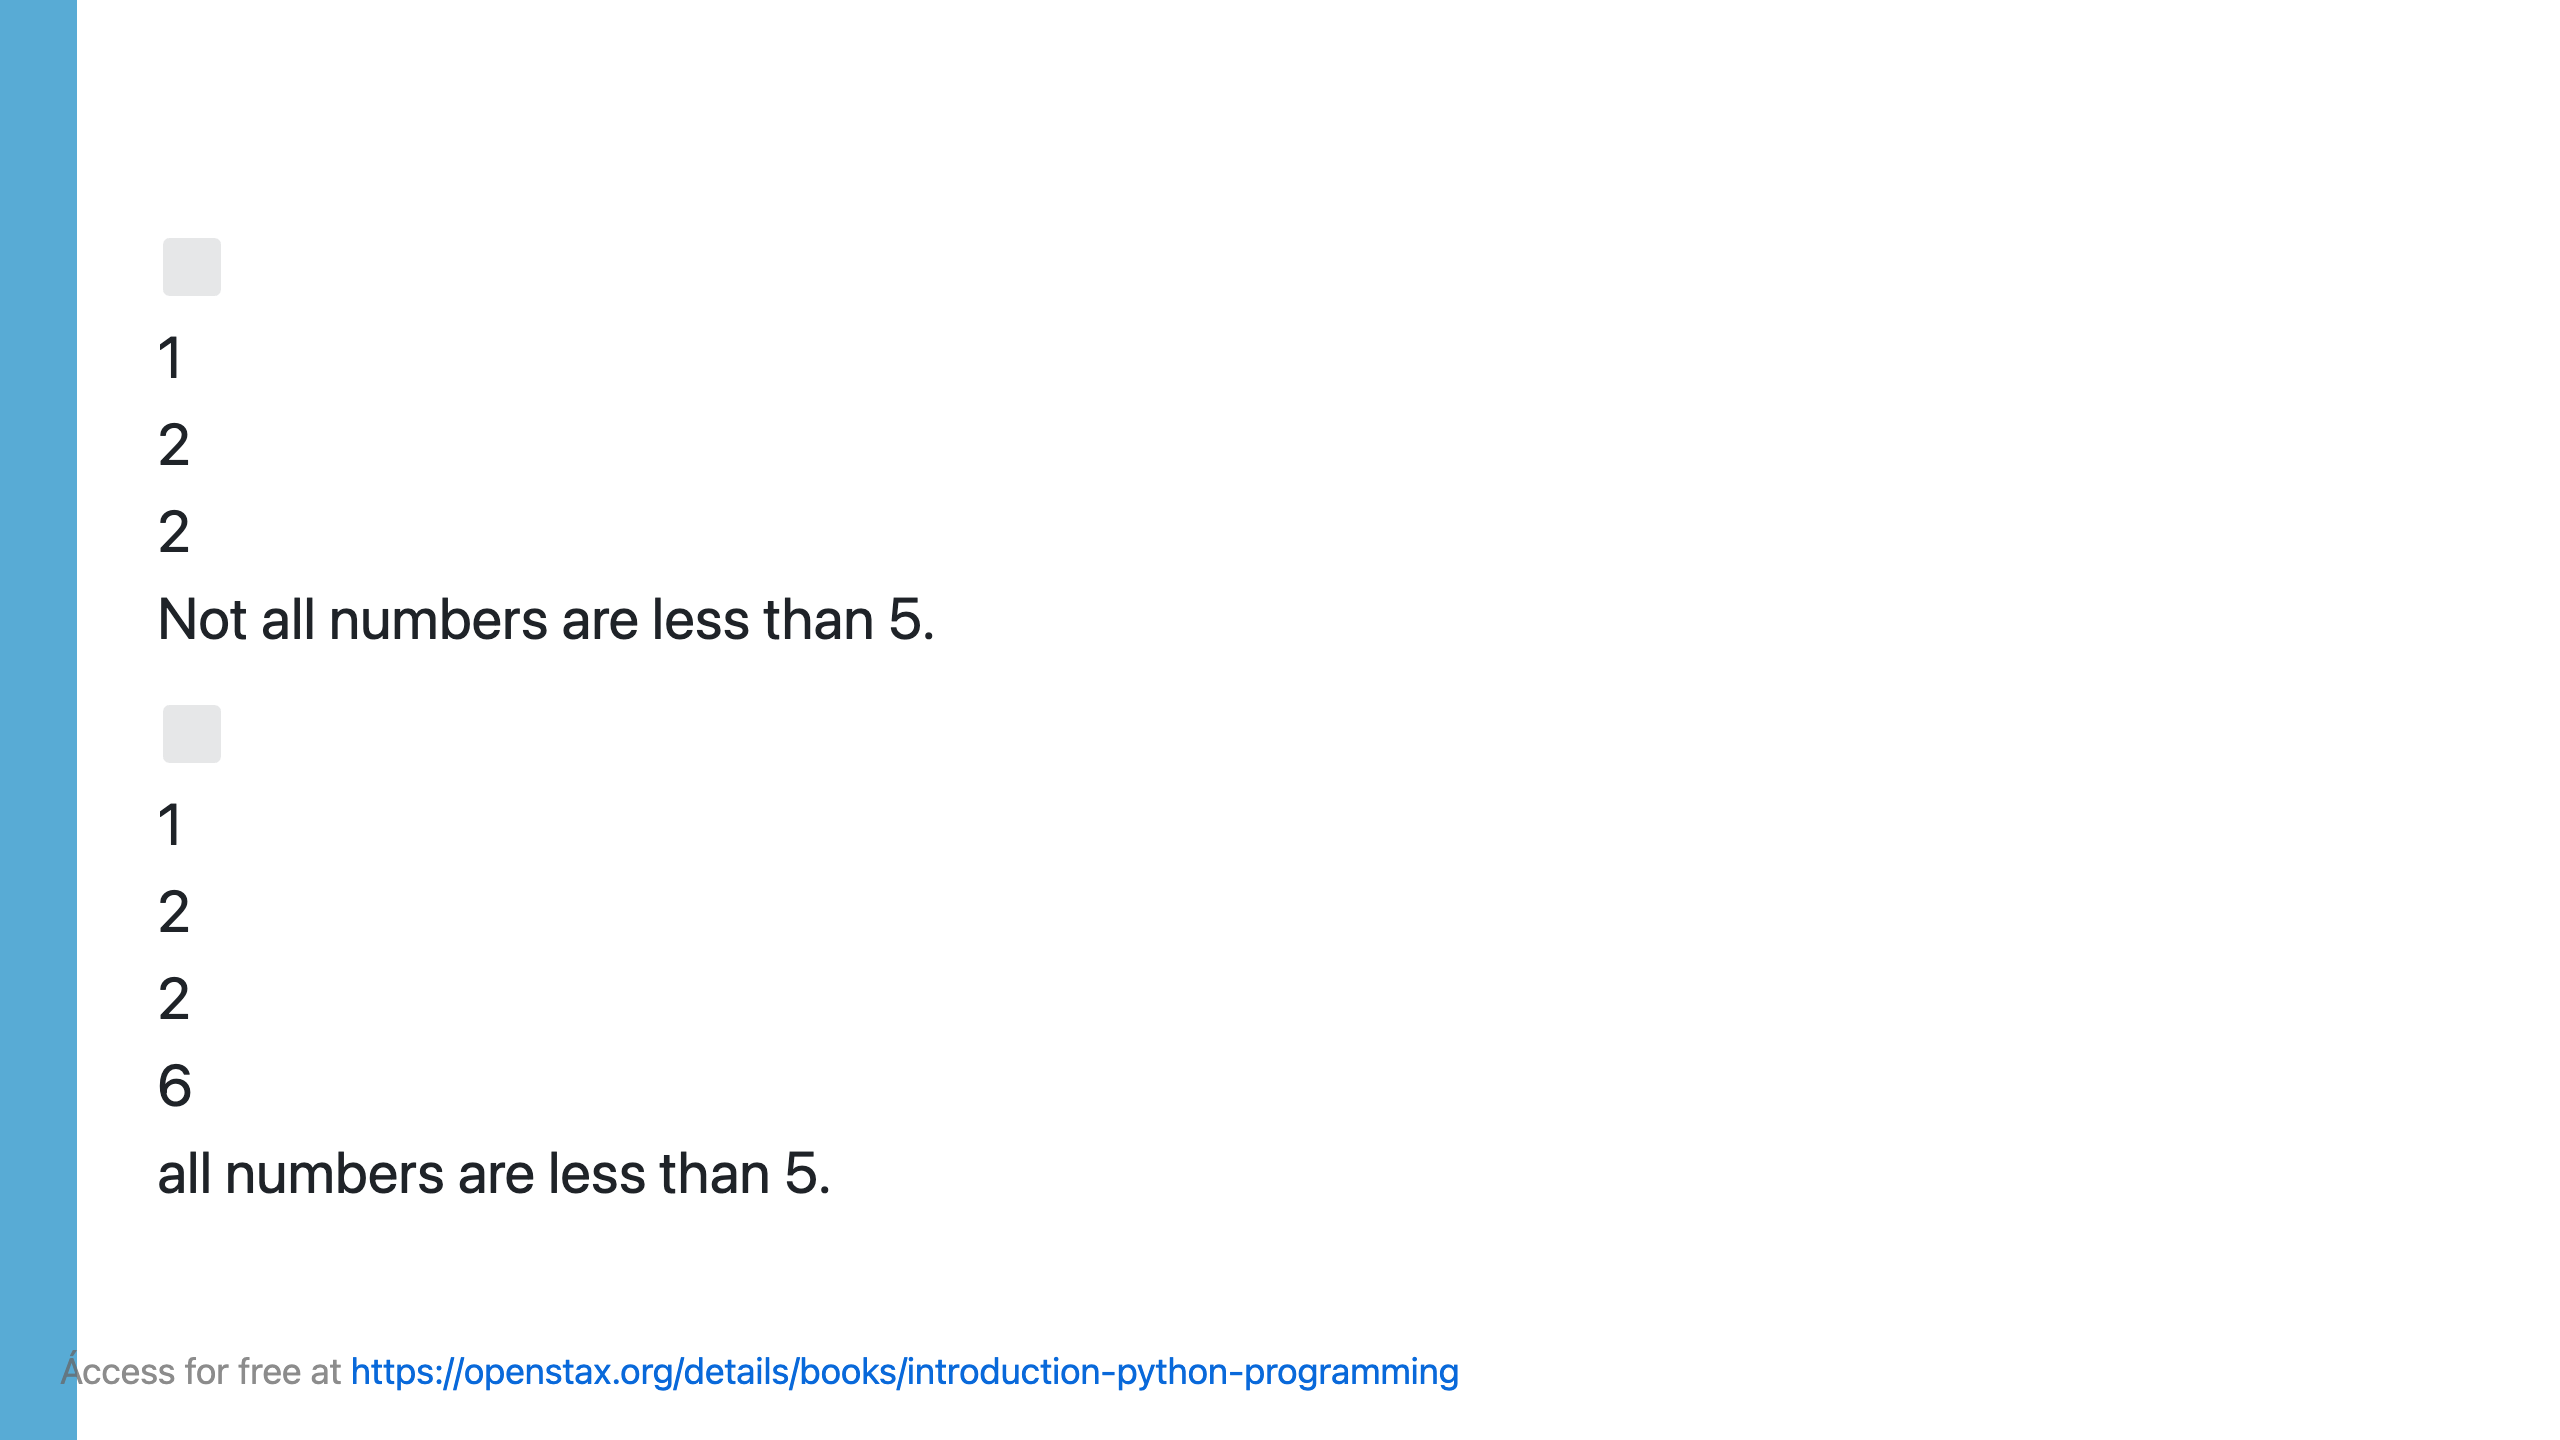 1
2
2
Not all numbers are less than 5.
1
2
2
6
all numbers are less than 5.
Áccess for free at https://openstax.org/details/books/introduction-python-programming